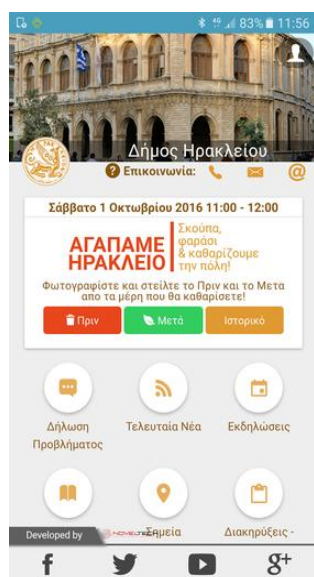 83% 11:56
Δήμος Ηρακλείου
? Επικοινωνία: @
Σάββατο 1 Οκτωβρίου 2016 11:00 - 12:00
ΑΓΑΠΑΜΕ
ΗΡΑΚΛΕΙΟ
Σκούπα,
φαράσι
& καθαρίζουμε
την πόλη!
Φωτογραφίστε και στείλτε το Πριν και το Μετα
απο τα μέρη που θα καθαρίσετε!
Πριν Μετά Ιστορικό
Δήλωση
Προβλήματος
Τελευταία Νέα
Εκδηλώσεις
Developed by NOVELTECH
Σημεία
Διακηρύξεις -
f g+